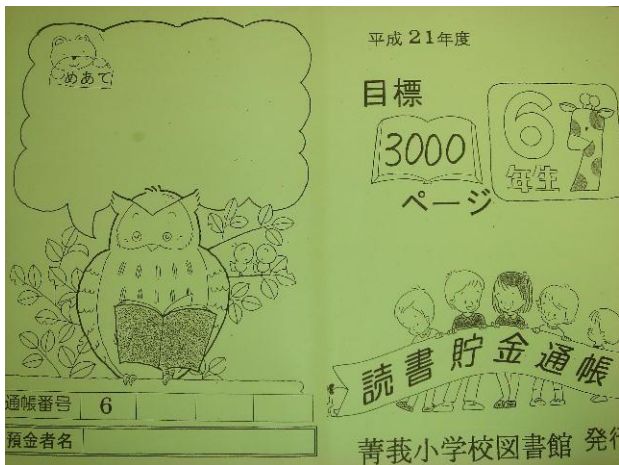 めあて
通帳番号 6
預金者名
平成21年度
目標
3000
ページ
6
年生
読書貯金通帳
菁莪小学校図書館 発行